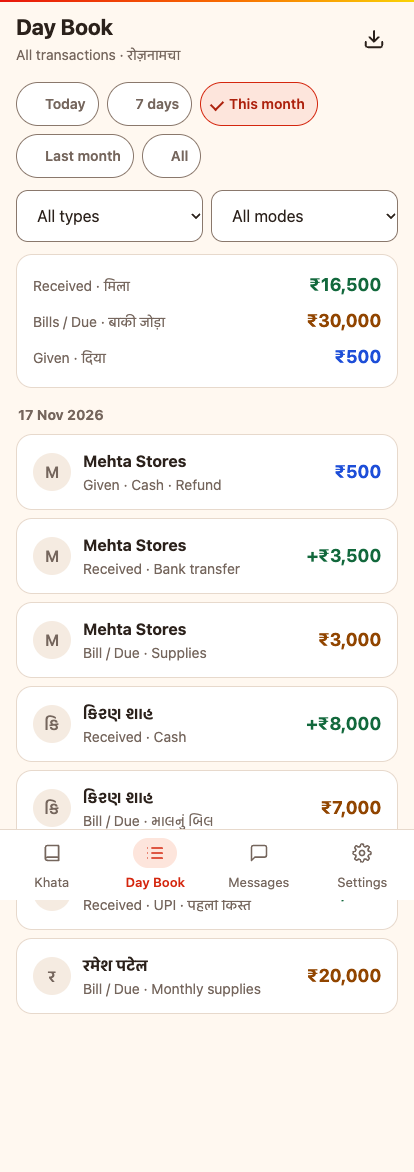 Day Book
All transactions · रोज़नामचा
Today
7 days
This month
Last month
All
All types
All modes
Received · मिला ₹16,500
Bills / Due · बाकी जोड़ा ₹30,000
Given · दिया ₹500
17 Nov 2026
M
Mehta Stores
Given · Cash · Refund
₹500
M
Mehta Stores
Received · Bank transfer
+₹3,500
M
Mehta Stores
Bill / Due · Supplies
₹3,000
કિ
કિરણ શાહ
Received · Cash
+₹8,000
કિ
કિરણ શાહ
Bill / Due · માલનું બિલ
₹7,000
Khata
Day Book
Messages
Settings
Received · UPI · पहली किस्त
र
रमेश पटेल
Bill / Due · Monthly supplies
₹20,000